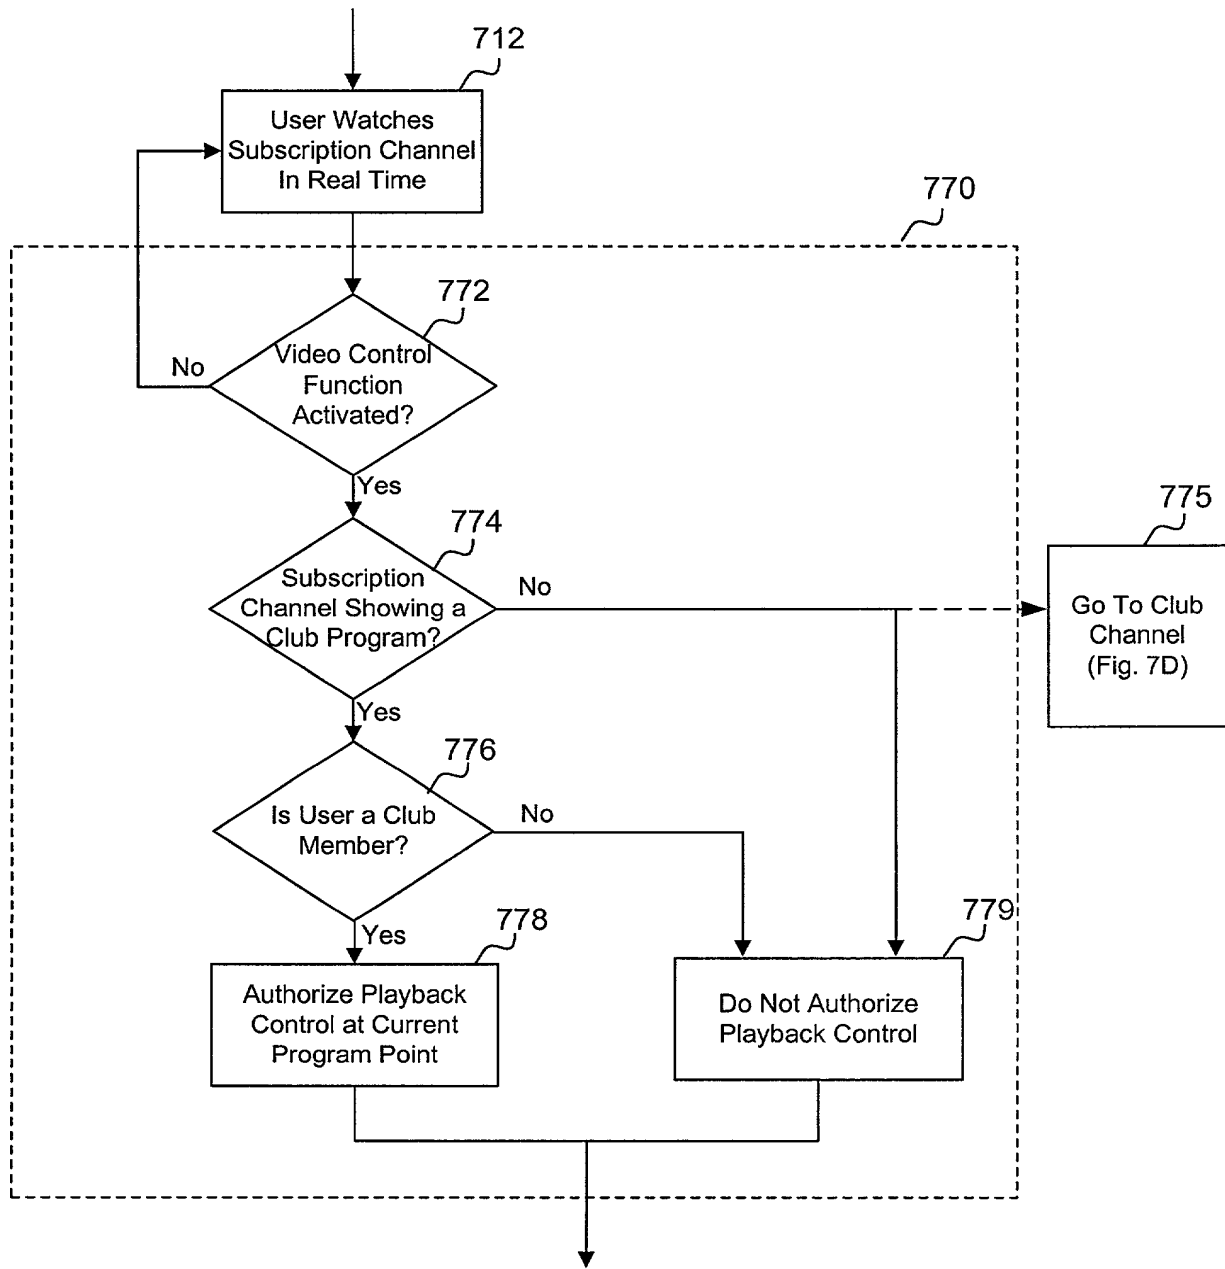 712
User Watches
Subscription Channel
In Real Time
770
772
Video Control
Function
Activated?
No
Yes
774
Subscription
Channel Showing a
Club Program?
No
775
Go To Club
Channel
(Fig. 7D)
Yes
776
Is User a Club
Member?
No
Yes
778
Authorize Playback
Control at Current
Program Point
779
Do Not Authorize
Playback Control